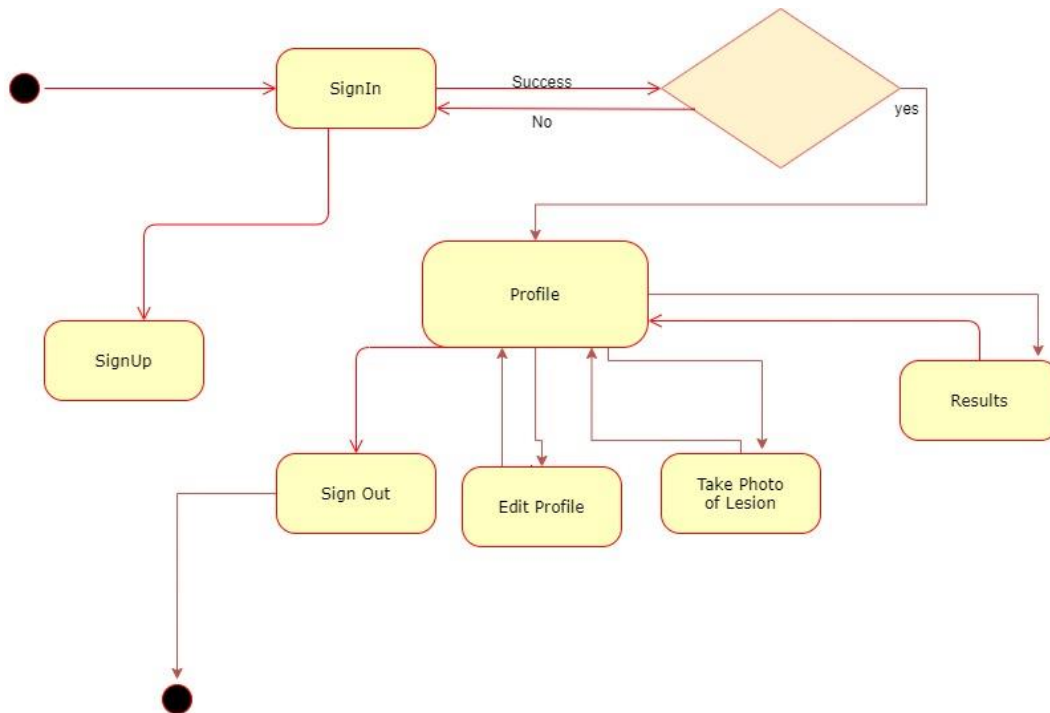 SignIn
Success
No
yes
Profile
SignUp
Results
Sign Out
Edit Profile
Take Photo
of Lesion